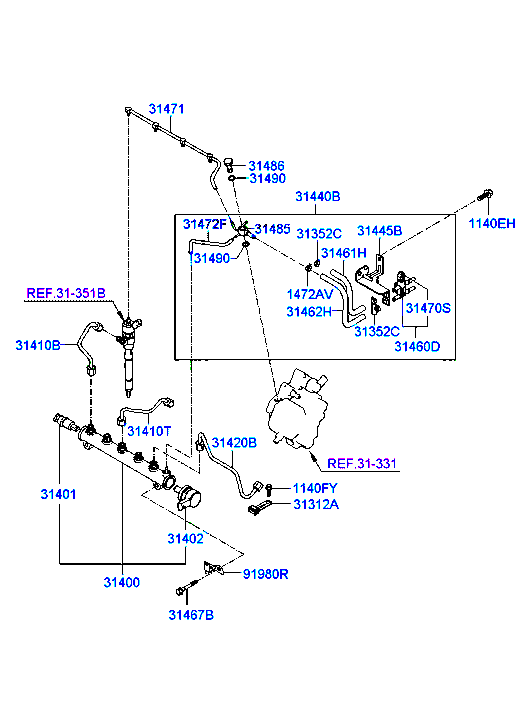 31471
31486
31490
31440B
31472F
31485
31352C
31445B
1140EH
31490
31461H
1472AV
31462H
31470S
31352C
31460D
REF.31-351B
31410B
31410T
31420B
REF.31-331
31401
1140FY
31312A
31402
31400
91980R
31467B